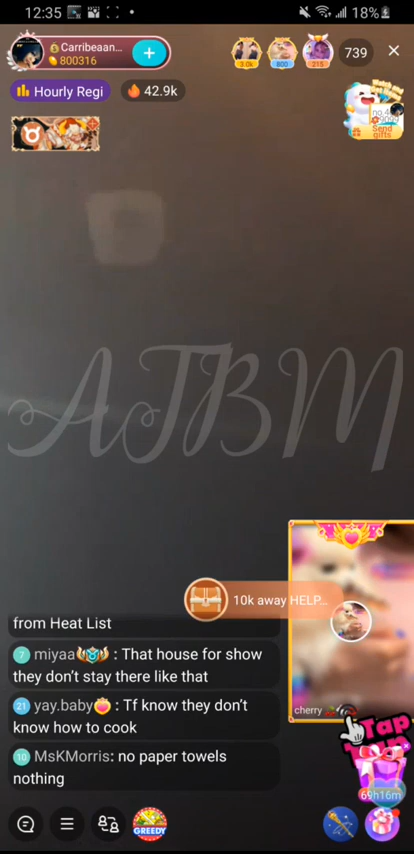 12:35
18%
Carribeaan...
800316
+
3.0k
800
215
739
Hourly Regi
42.9k
Send
gifts
AJBM
10k away HELP...
from Heat List
7 miyaa : That house for show
they don't stay there like that
21 yay.baby : Tf know they don't
know how to cook
10 MsKMorris: no paper towels
nothing
cherry
Tap
69h16m
GREEDY